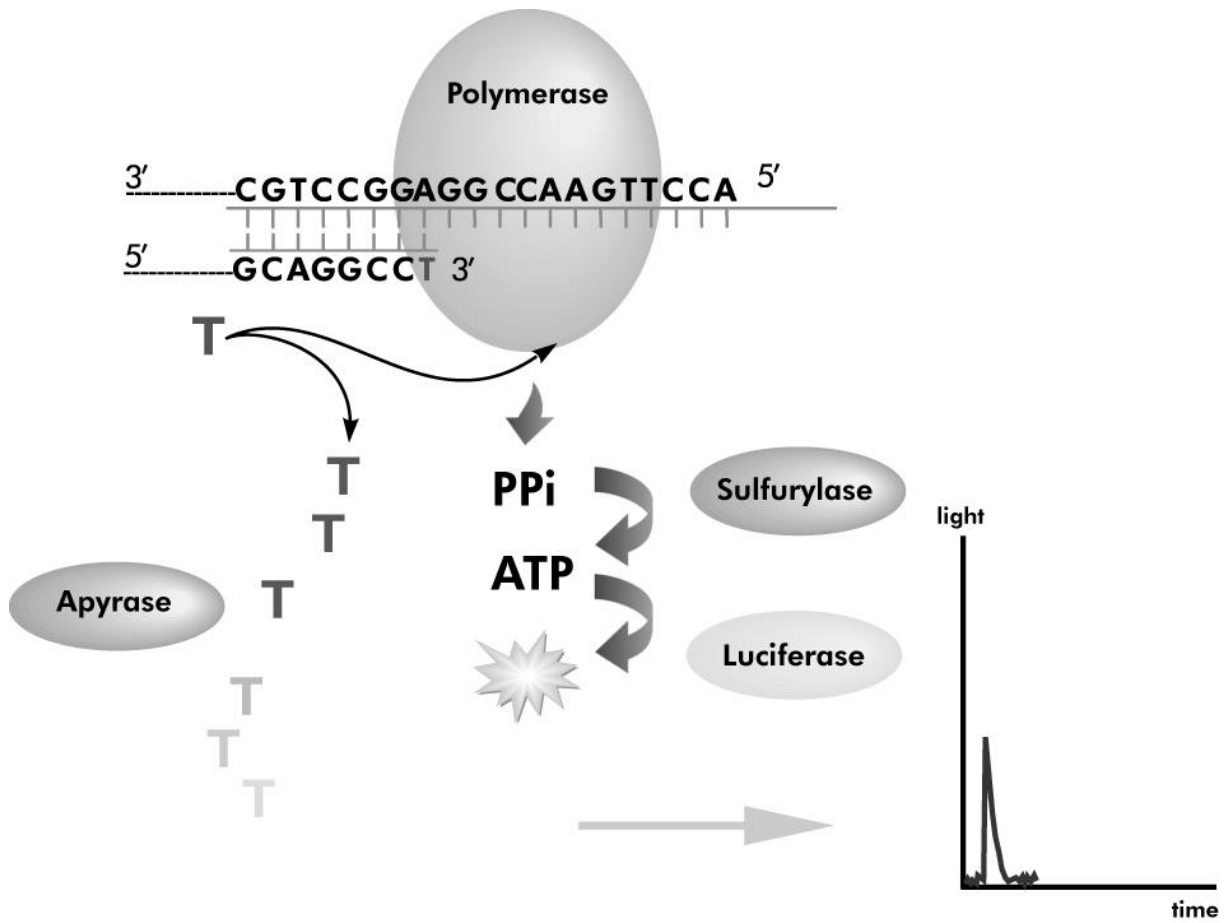 Polymerase
3′ CGTCCGGAGGCCAAGTTCCA 5′
5′ GCAGGCCT 3′
T
T
PPi
Sulfurylase
light
T
ATP
Apyrase
T
Luciferase
T
T
T
time